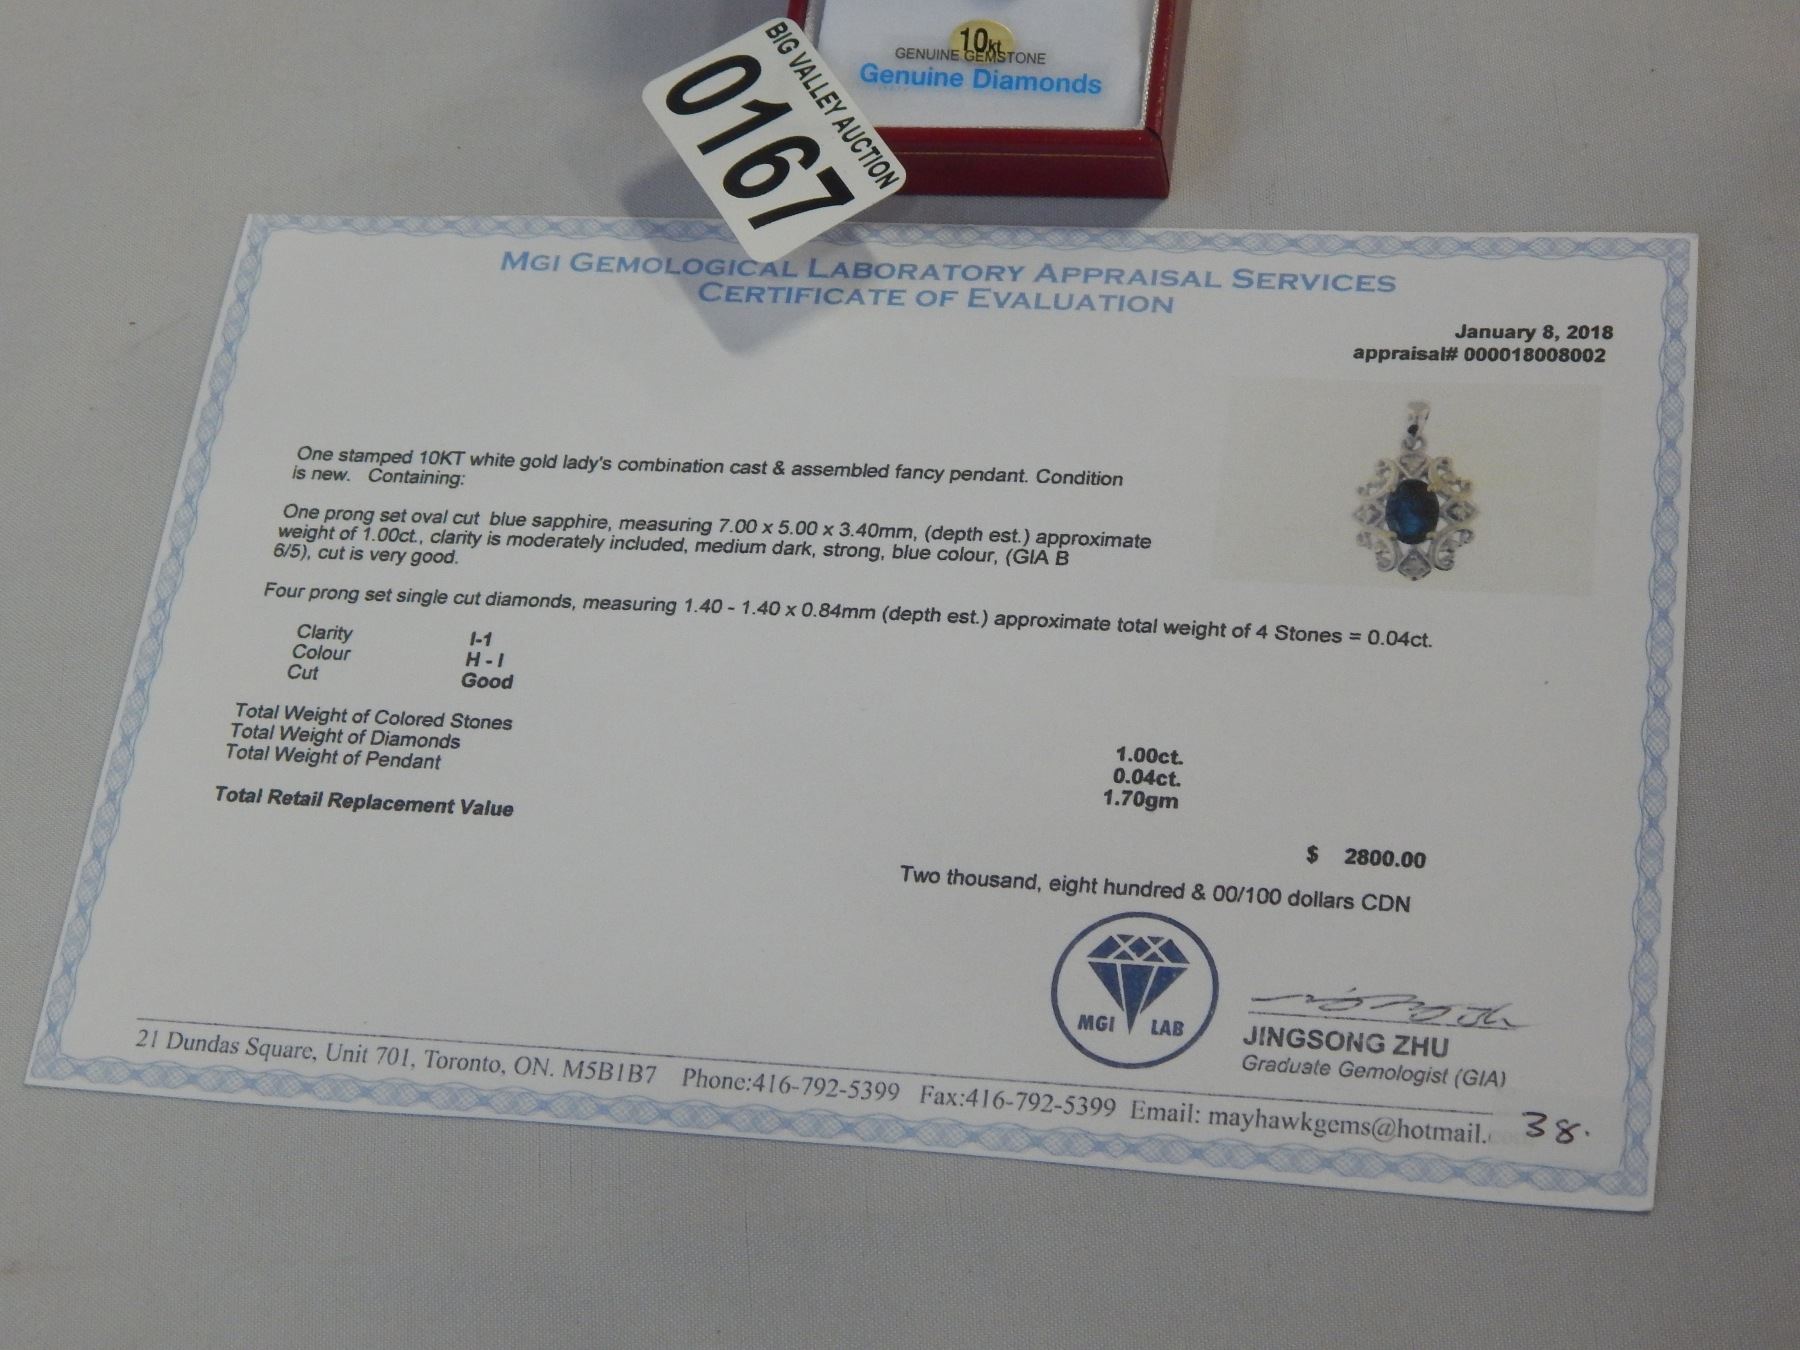 10kt
GENUINE GEMSTONE
Genuine Diamonds
BIG VALLEY AUCTION
0167
MGI GEMOLOGICAL LABORATORY APPRAISAL SERVICES
CERTIFICATE OF EVALUATION
January 8, 2018
appraisal# 000018008002
One stamped 10KT white gold lady's combination cast & assembled fancy pendant. Condition
is new. Containing:
One prong set oval cut blue sapphire, measuring 7.00 x 5.00 x 3.40mm, (depth est.) approximate
weight of 1.00ct., clarity is moderately included, medium dark, strong, blue colour, (GIA B
6/5), cut is very good.
Four prong set single cut diamonds, measuring 1.40 - 1.40 x 0.84mm (depth est.) approximate total weight of 4 Stones = 0.04ct.
Clarity I-1
Colour H - I
Cut Good
Total Weight of Colored Stones 1.00ct.
Total Weight of Diamonds 0.04ct.
Total Weight of Pendant 1.70gm
Total Retail Replacement Value $ 2800.00
Two thousand, eight hundred & 00/100 dollars CDN
MGI LAB
JINGSONG ZHU
Graduate Gemologist (GIA)
21 Dundas Square, Unit 701, Toronto, ON. M5B1B7 Phone:416-792-5399 Fax:416-792-5399 Email: mayhawkgems@hotmail.
38.